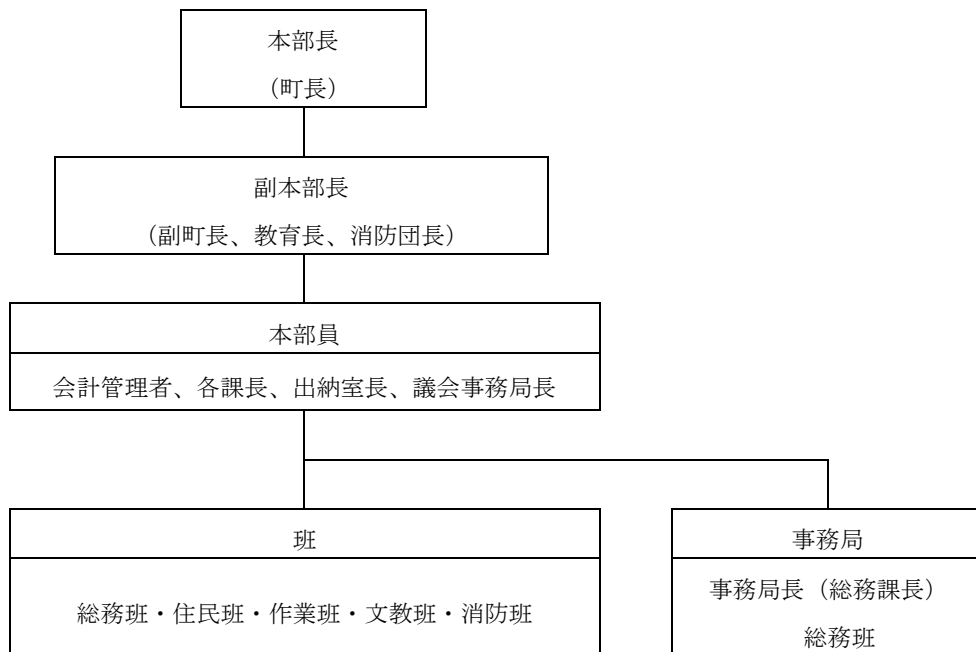 本部長
（町長）
副本部長
（副町長、教育長、消防団長）
本部員
会計管理者、各課長、出納室長、議会事務局長
班
総務班・住民班・作業班・文教班・消防班
事務局
事務局長（総務課長）
総務班